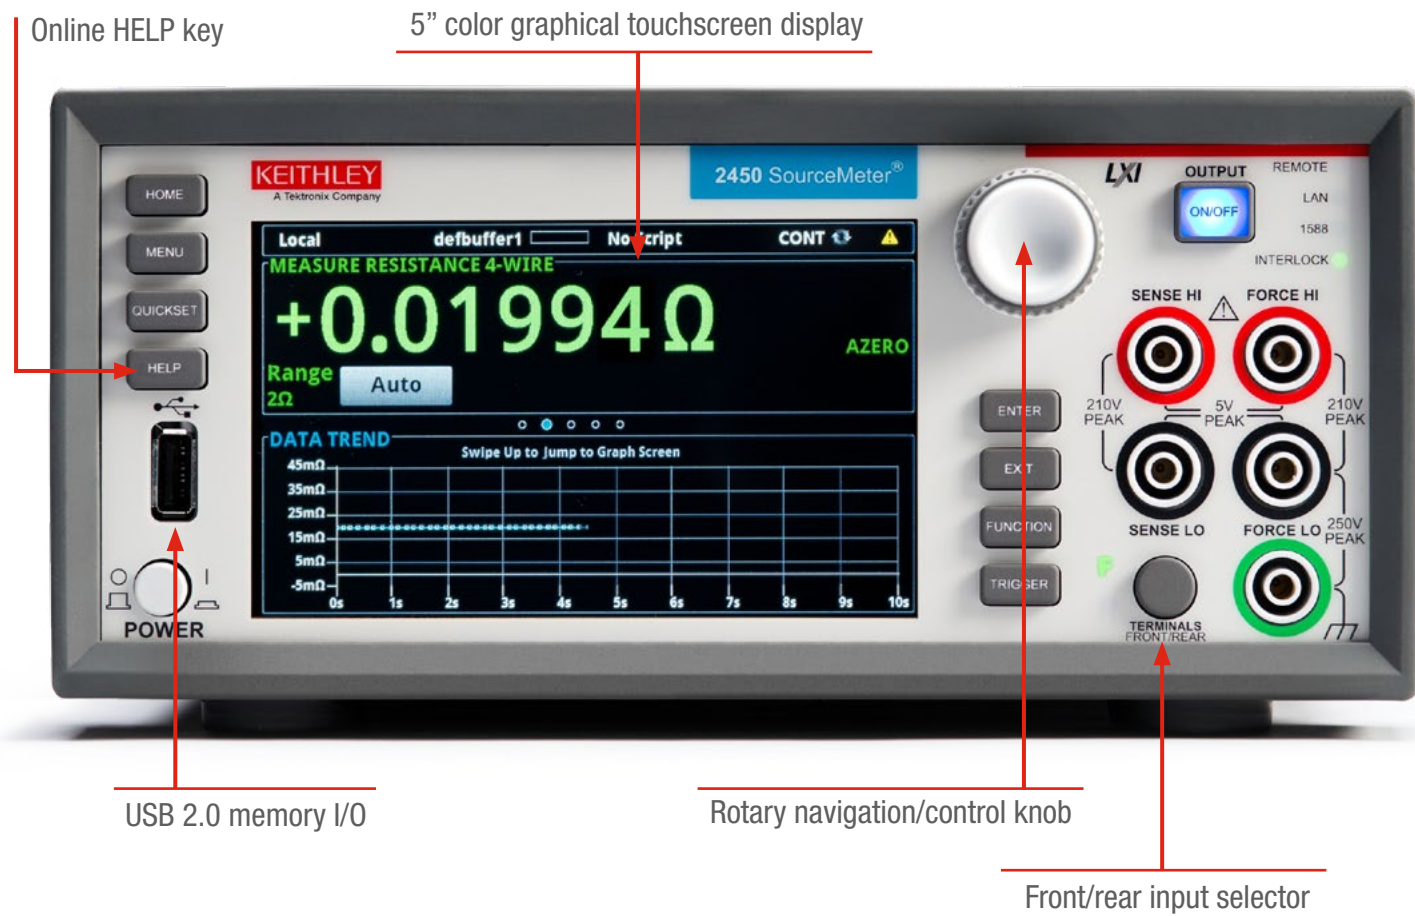 Online HELP key
5” color graphical touchscreen display
HOME
MENU
QUICKSET
HELP
KEITHLEY
A Tektronix Company
2450 SourceMeter®
LXI
OUTPUT
ON/OFF
REMOTE
LAN
1588
INTERLOCK
Local
defbuffer1
No Script
CONT
MEASURE RESISTANCE 4-WIRE
+0.01994Ω
AZERO
Range
2Ω
Auto
DATA TREND
Swipe Up to Jump to Graph Screen
45mΩ
35mΩ
25mΩ
15mΩ
5mΩ
-5mΩ
0s 1s 2s 3s 4s 5s 6s 7s 8s 9s 10s
POWER
ENTER
EXIT
FUNCTION
TRIGGER
SENSE HI
FORCE HI
210V
PEAK
5V
PEAK
210V
PEAK
SENSE LO
FORCE LO
250V
PEAK
F
TERMINALS
FRONT/REAR
USB 2.0 memory I/O
Rotary navigation/control knob
Front/rear input selector